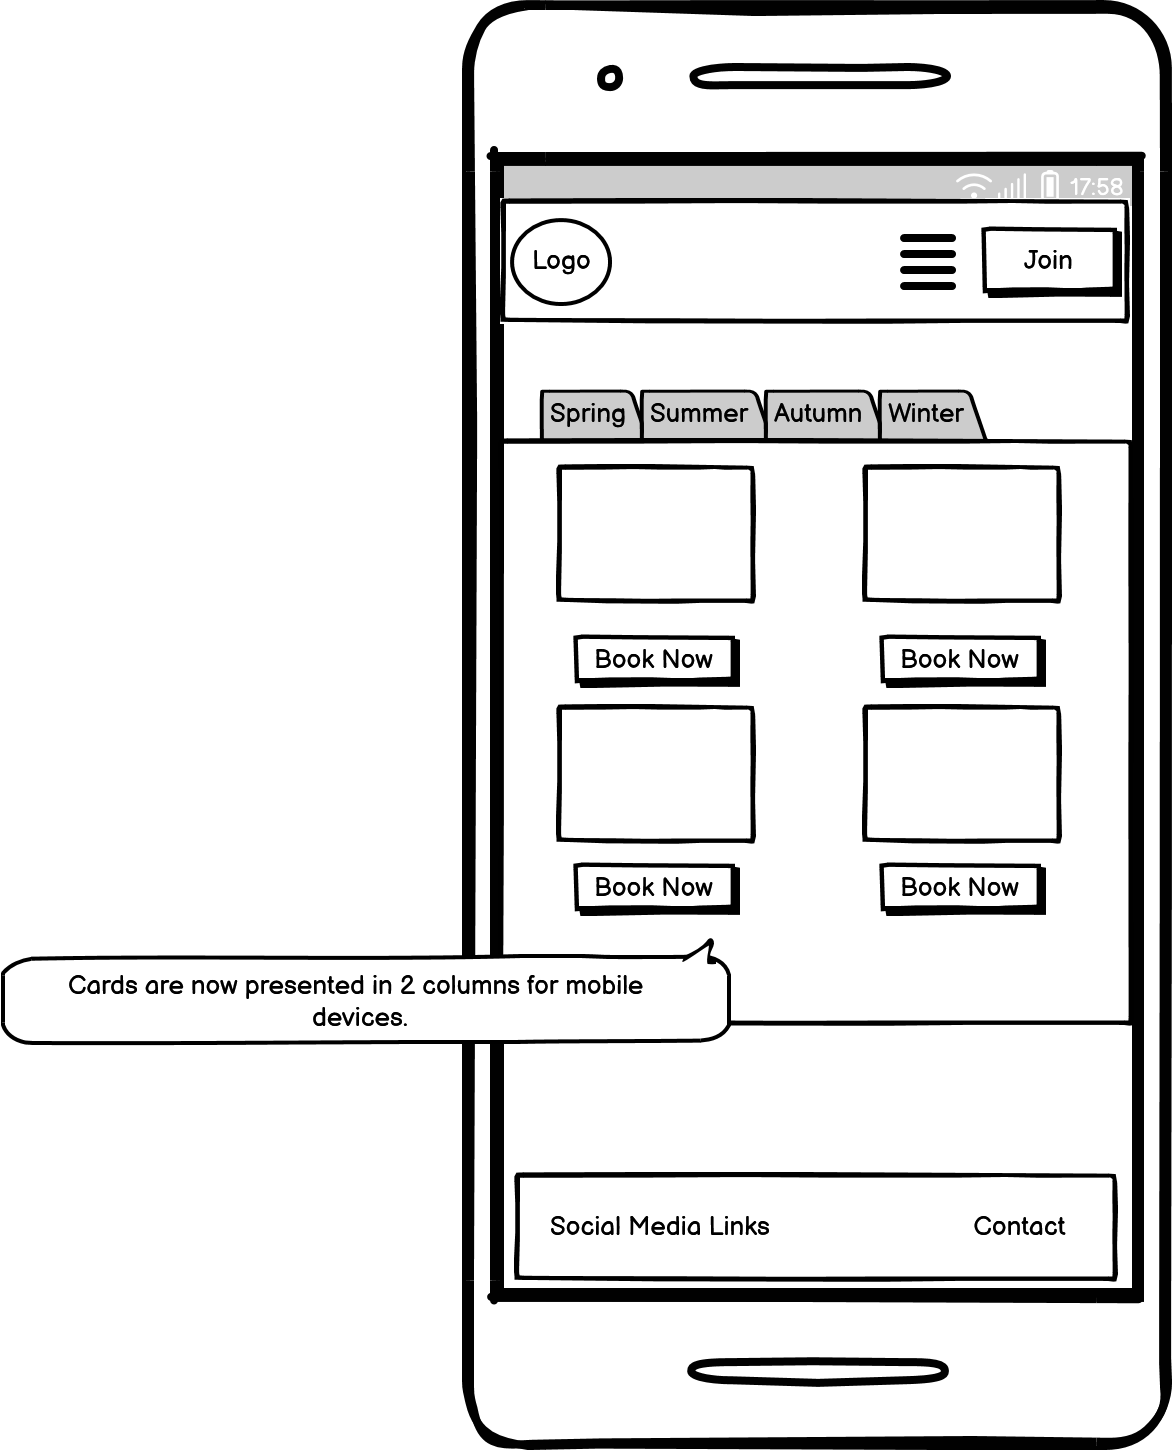 17:58
Logo
Join
Spring
Summer
Autumn
Winter
Book Now
Book Now
Book Now
Book Now
Cards are now presented in 2 columns for mobile
devices.
Social Media Links
Contact